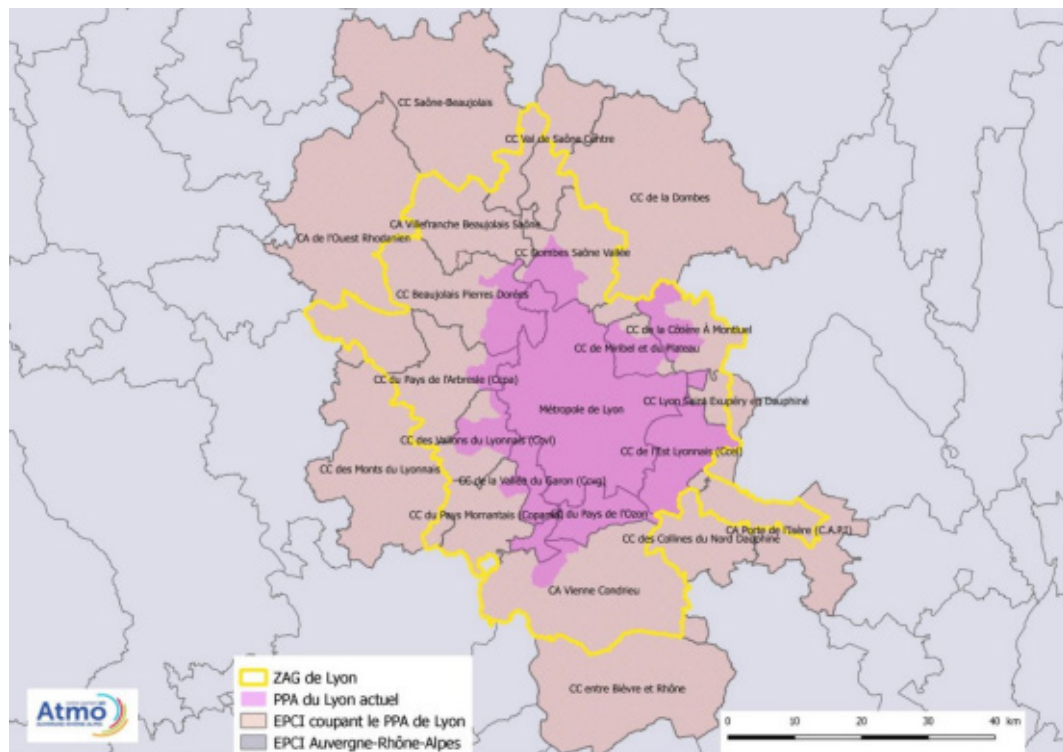 CC Saône-Beaujolais
CC Val de Saône Centre
CC de la Dombes
CA Villefranche Beaujolais Saône
CA de l'Ouest Rhodanien
CC Dombes Saône Vallée
CC Beaujolais Pierres Dorées
CC de la Côtière À Montluel
CC de Miribel et du Plateau
CC du Pays de l'Arbresle (Ccpa)
CC Lyon Saint Exupéry en Dauphiné
Métropole de Lyon
CC des Vallons du Lyonnais (Ccvl)
CC de l'Est Lyonnais (Ccel)
CC des Monts du Lyonnais
CC de la Vallée du Garon (Ccvg)
CC du Pays Mornantais (Copamo)
CC du Pays de l'Ozon
CA Porte de l'Isère (C.A.P.I)
CC des Collines du Nord Dauphiné
CA Vienne Condrieu
CC entre Bièvre et Rhône
ZAG de Lyon
PPA du Lyon actuel
EPCI coupant le PPA de Lyon
EPCI Auvergne-Rhône-Alpes
Atmo
AUVERGNE-RHÔNE-ALPES
0 10 20 30 40 km